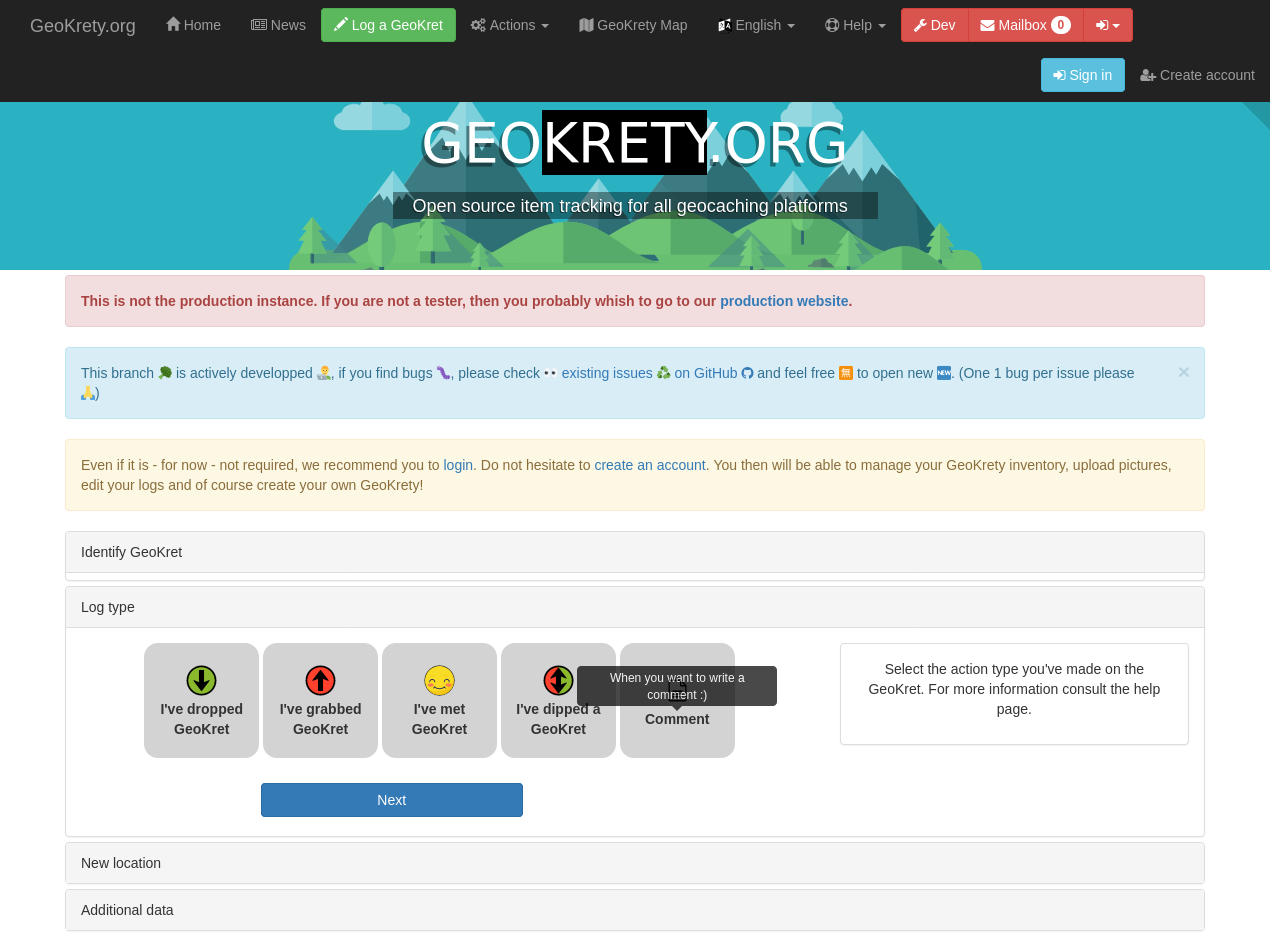 GeoKrety.org Home News Log a GeoKret Actions GeoKrety Map English Help Dev Mailbox 0
Sign in Create account
GEOKRETY.ORG
Open source item tracking for all geocaching platforms
This is not the production instance. If you are not a tester, then you probably whish to go to our production website.
This branch 🥦 is actively developped 👨‍🔬, if you find bugs 🐛, please check 👀 existing issues ♻ on GitHub and feel free 🈚 to open new 🆕. (One 1 bug per issue please
🙏)
×
Even if it is - for now - not required, we recommend you to login. Do not hesitate to create an account. You then will be able to manage your GeoKrety inventory, upload pictures,
edit your logs and of course create your own GeoKrety!
Identify GeoKret
Log type
I've dropped
GeoKret
I've grabbed
GeoKret
I've met
GeoKret
I've dipped a
GeoKret
When you want to write a
comment :)
Comment
Select the action type you've made on the
GeoKret. For more information consult the help
page.
Next
New location
Additional data